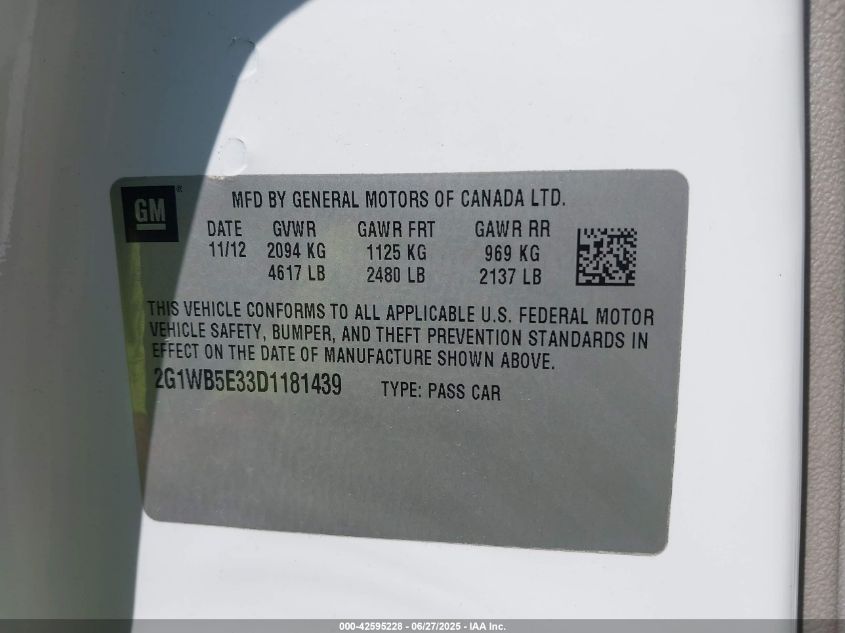 GM®
MFD BY GENERAL MOTORS OF CANADA LTD.
DATE GVWR GAWR FRT GAWR RR
11/12 2094 KG 1125 KG 969 KG
4617 LB 2480 LB 2137 LB
THIS VEHICLE CONFORMS TO ALL APPLICABLE U.S. FEDERAL MOTOR
VEHICLE SAFETY, BUMPER, AND THEFT PREVENTION STANDARDS IN
EFFECT ON THE DATE OF MANUFACTURE SHOWN ABOVE.
2G1WB5E33D1181439 TYPE: PASS CAR
000-42595228 - 06/27/2025 - IAA Inc.